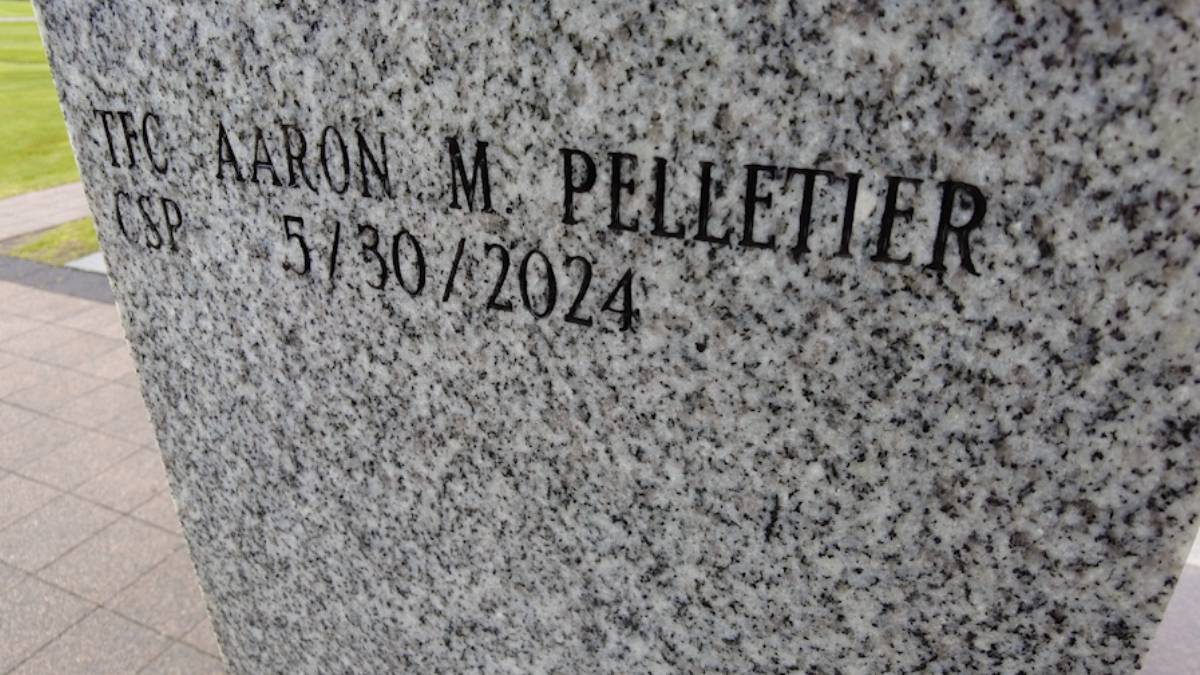 TFC AARON M. PELLETIER
CSP 5/30/2024